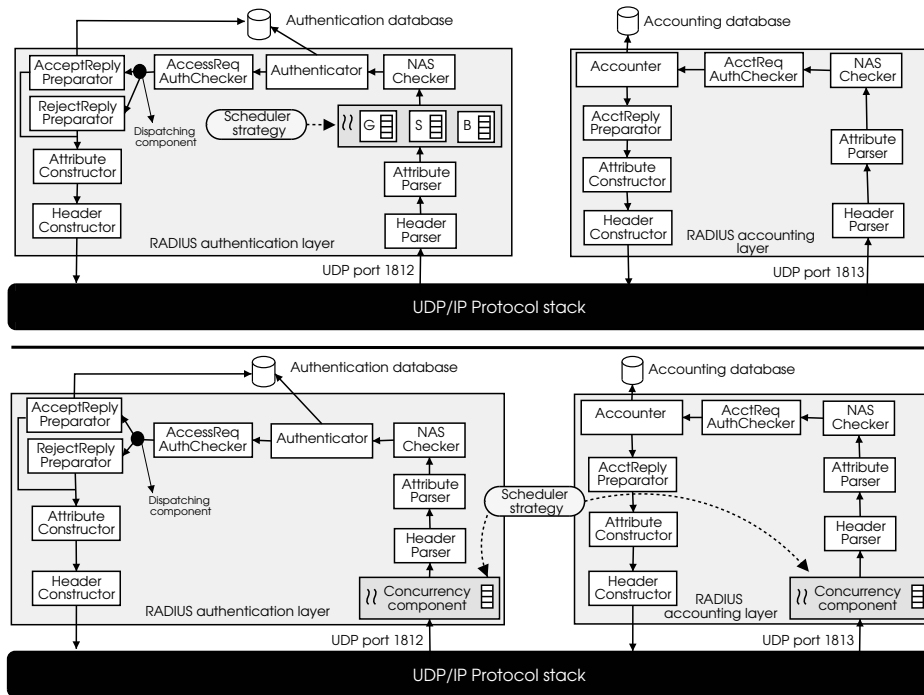 Authentication database
AcceptReply
Preparator
AccessReq
AuthChecker
Authenticator
NAS
Checker
RejectReply
Preparator
Dispatching
component
Scheduler
strategy
G
S
B
Attribute
Constructor
Attribute
Parser
Header
Constructor
Header
Parser
RADIUS authentication layer
UDP port 1812
Accounting database
Accounter
AcctReq
AuthChecker
NAS
Checker
AcctReply
Preparator
Attribute
Parser
Attribute
Constructor
Header
Constructor
Header
Parser
RADIUS accounting
layer
UDP port 1813
UDP/IP Protocol stack
Authentication database
AcceptReply
Preparator
AccessReq
AuthChecker
Authenticator
NAS
Checker
RejectReply
Preparator
Dispatching
component
Attribute
Parser
Attribute
Constructor
Header
Parser
Header
Constructor
Concurrency
component
RADIUS authentication layer
UDP port 1812
Scheduler
strategy
Accounting database
Accounter
AcctReq
AuthChecker
NAS
Checker
AcctReply
Preparator
Attribute
Parser
Attribute
Constructor
Header
Parser
Header
Constructor
Concurrency
component
RADIUS
accounting layer
UDP port 1813
UDP/IP Protocol stack